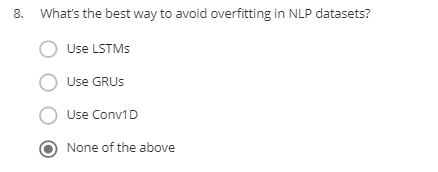 8. What's the best way to avoid overfitting in NLP datasets?
Use LSTMs
Use GRUs
Use Conv1D
None of the above